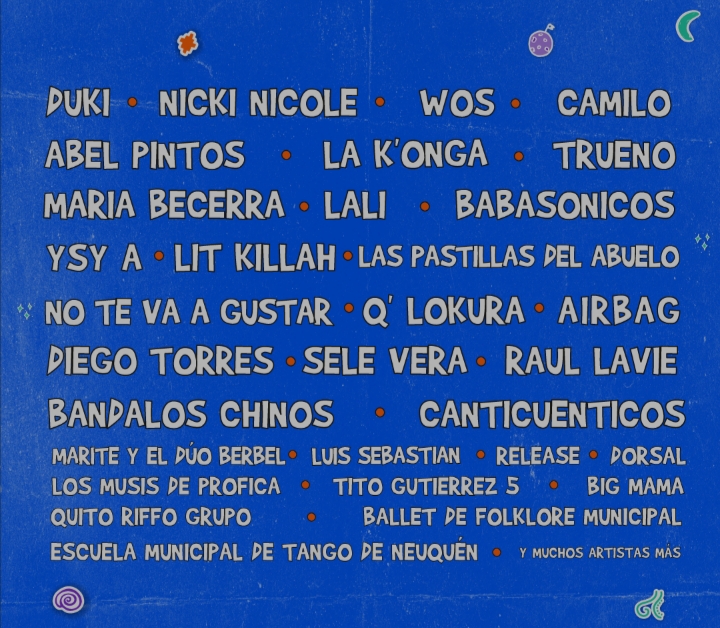 DUKI • NICKI NICOLE • WOS • CAMILO
ABEL PINTOS • LA K'ONGA • TRUENO
MARIA BECERRA • LALI • BABASONICOS
YSY A • LIT KILLAH • LAS PASTILLAS DEL ABUELO
NO TE VA A GUSTAR • Q' LOKURA • AIRBAG
DIEGO TORRES • SELE VERA • RAUL LAVIE
BANDALOS CHINOS • CANTICUENTICOS
MARITE Y EL DÚO BERBEL • LUIS SEBASTIAN • RELEASE • DORSAL
LOS MUSIS DE PROFICA • TITO GUTIERREZ 5 • BIG MAMA
QUITO RIFFO GRUPO • BALLET DE FOLKLORE MUNICIPAL
ESCUELA MUNICIPAL DE TANGO DE NEUQUÉN • Y MUCHOS ARTISTAS MÁS